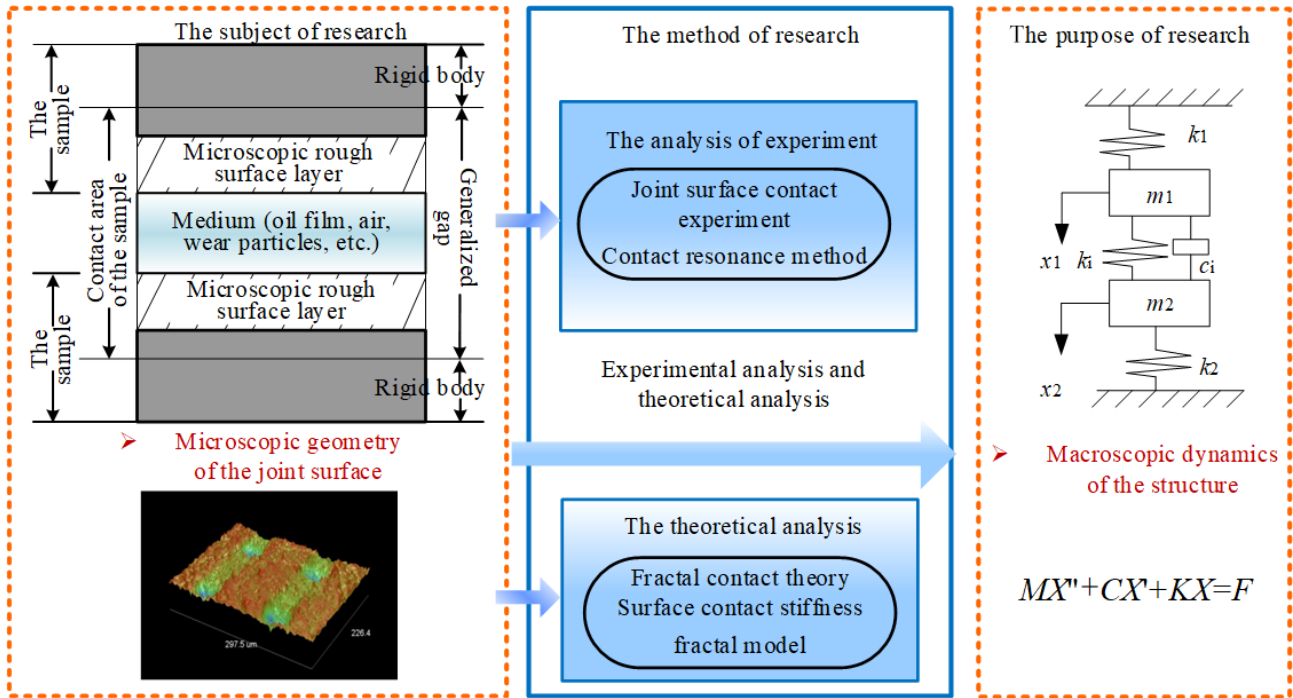 The subject of research
Rigid body
The
sample
Microscopic rough
surface layer
Contact area
of the sample
Medium (oil film, air,
wear particles, etc.)
Generalized
gap
Microscopic rough
surface layer
The
sample
Rigid body
➢ Microscopic geometry
of the joint surface
297.5 um
226.4
The method of research
The analysis of experiment
Joint surface contact
experiment
Contact resonance method
Experimental analysis and
theoretical analysis
The theoretical analysis
Fractal contact theory
Surface contact stiffness
fractal model
The purpose of research
k1
m1
x1
ki
ci
m2
x2
k2
➢ Macroscopic dynamics
of the structure
MX''+CX'+KX=F